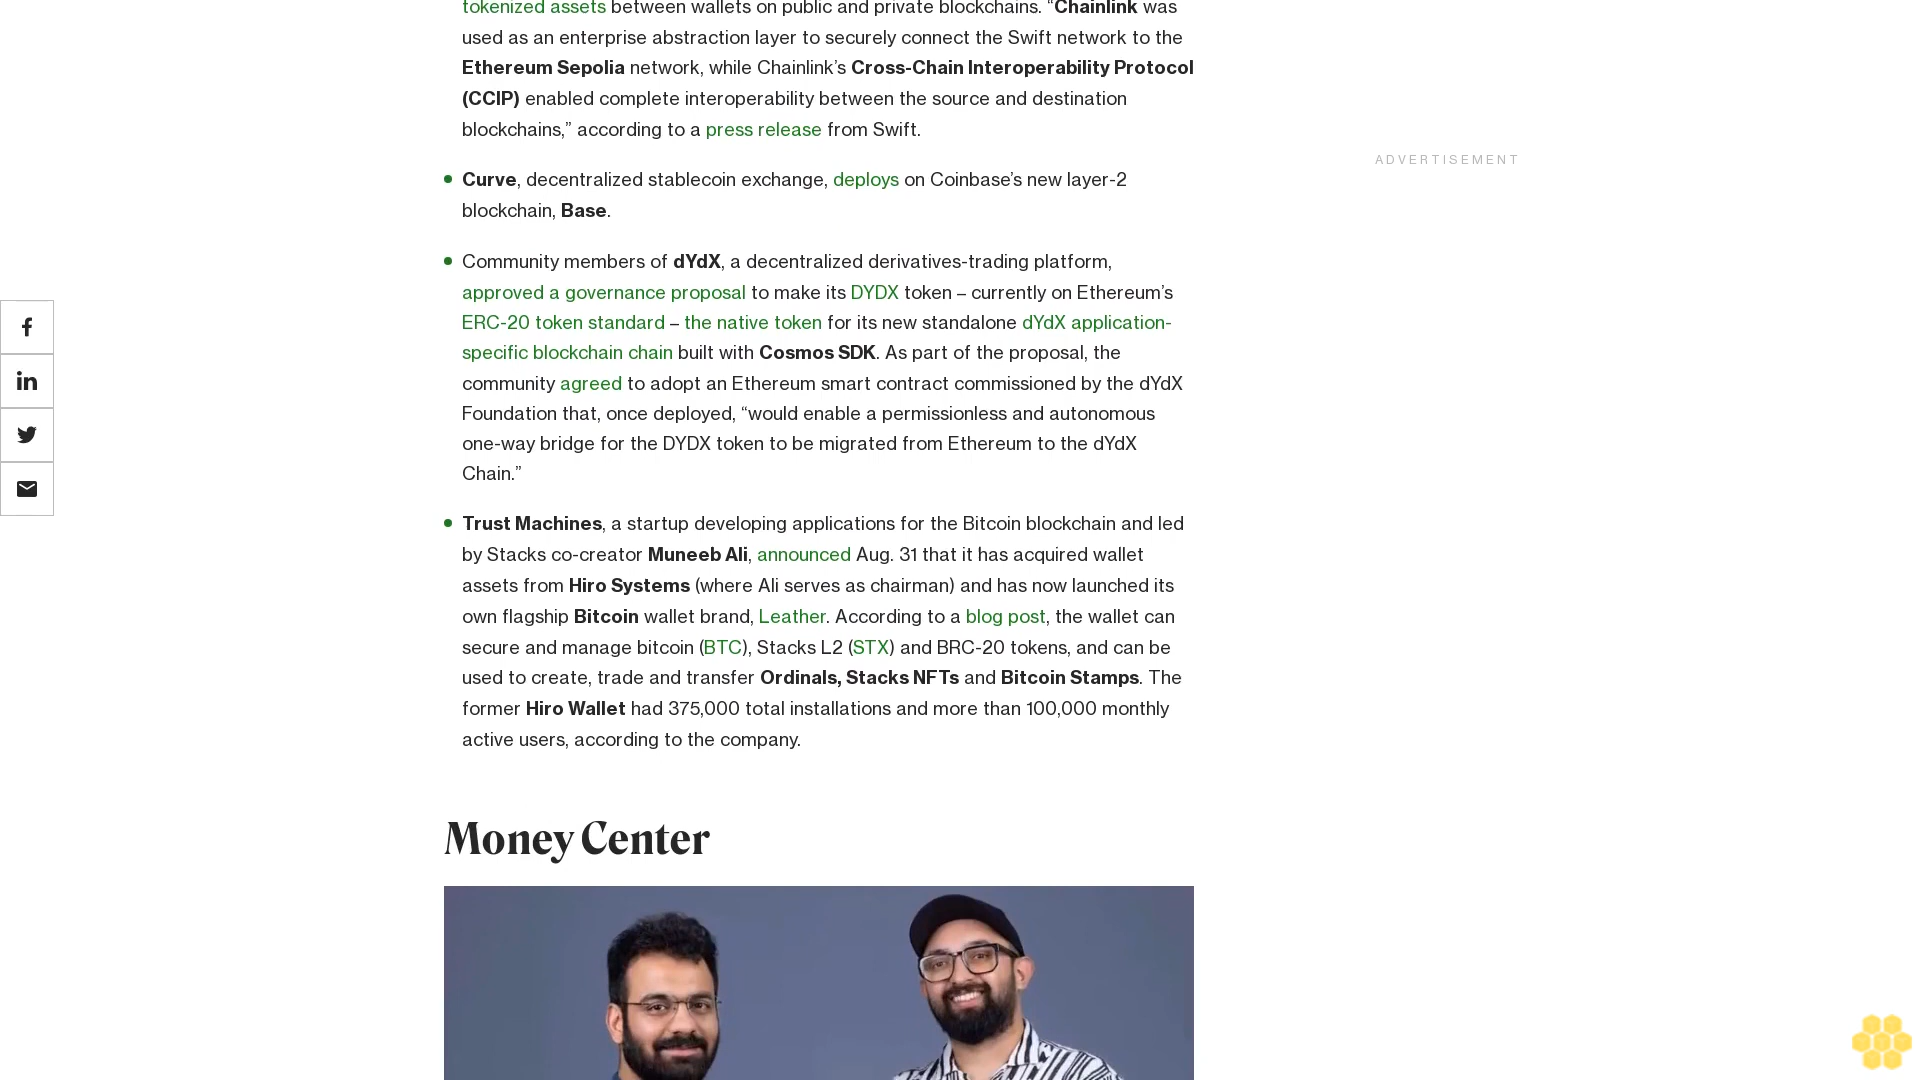 tokenized assets between wallets on public and private blockchains. “Chainlink was
used as an enterprise abstraction layer to securely connect the Swift network to the
Ethereum Sepolia network, while Chainlink’s Cross-Chain Interoperability Protocol
(CCIP) enabled complete interoperability between the source and destination
blockchains,” according to a press release from Swift.
ADVERTISEMENT
Curve, decentralized stablecoin exchange, deploys on Coinbase’s new layer-2
blockchain, Base.
Community members of dYdX, a decentralized derivatives-trading platform,
approved a governance proposal to make its DYDX token – currently on Ethereum’s
ERC-20 token standard – the native token for its new standalone dYdX application-
specific blockchain chain built with Cosmos SDK. As part of the proposal, the
community agreed to adopt an Ethereum smart contract commissioned by the dYdX
Foundation that, once deployed, “would enable a permissionless and autonomous
one-way bridge for the DYDX token to be migrated from Ethereum to the dYdX
Chain.”
Trust Machines, a startup developing applications for the Bitcoin blockchain and led
by Stacks co-creator Muneeb Ali, announced Aug. 31 that it has acquired wallet
assets from Hiro Systems (where Ali serves as chairman) and has now launched its
own flagship Bitcoin wallet brand, Leather. According to a blog post, the wallet can
secure and manage bitcoin (BTC), Stacks L2 (STX) and BRC-20 tokens, and can be
used to create, trade and transfer Ordinals, Stacks NFTs and Bitcoin Stamps. The
former Hiro Wallet had 375,000 total installations and more than 100,000 monthly
active users, according to the company.
Money Center